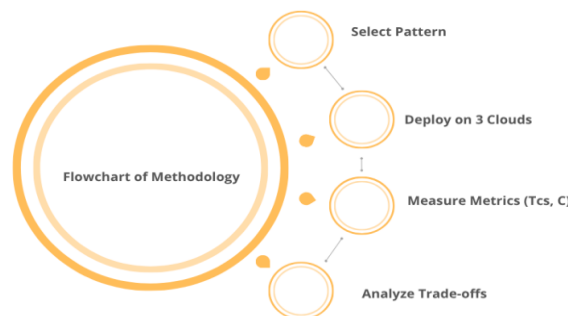 Select Pattern
Deploy on 3 Clouds
Flowchart of Methodology
Measure Metrics (Tcs, C)
Analyze Trade-offs